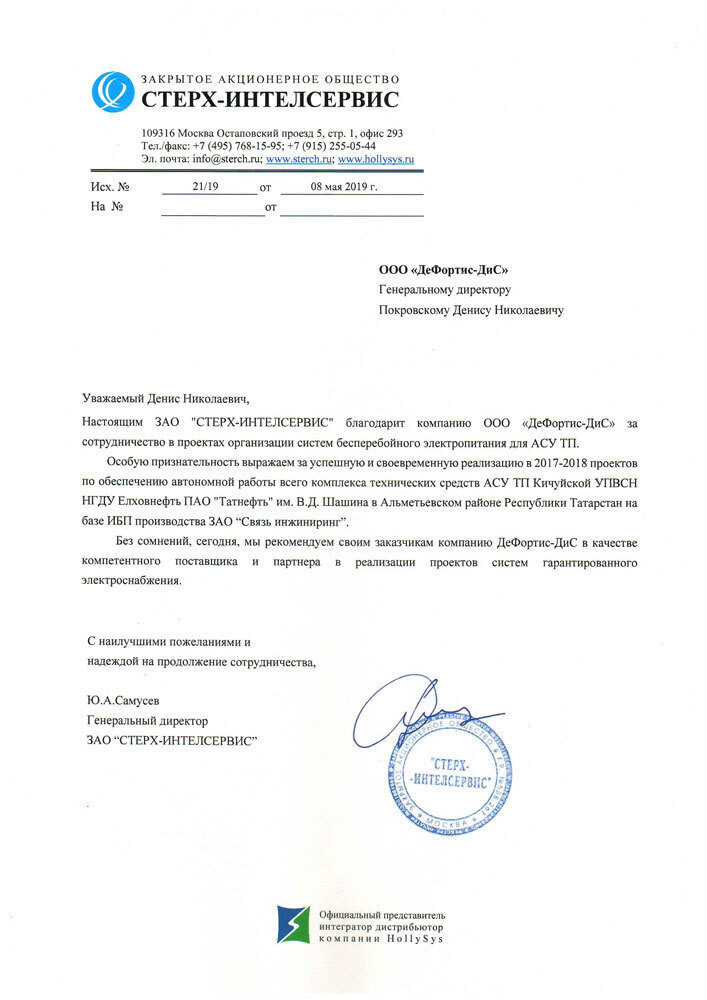 ЗАКРЫТОЕ АКЦИОНЕРНОЕ ОБЩЕСТВО
СТЕРХ-ИНТЕЛСЕРВИС
109316 Москва Остаповский проезд 5, стр. 1, офис 293
Тел./факс: +7 (495) 768-15-95; +7 (915) 255-05-44
Эл. почта: info@sterch.ru; www.sterch.ru; www.hollysys.ru
Исх. № 21/19 от 08 мая 2019 г.
На № от
ООО «ДеФортис-ДиС»
Генеральному директору
Покровскому Денису Николаевичу
Уважаемый Денис Николаевич,
Настоящим ЗАО "СТЕРХ-ИНТЕЛСЕРВИС" благодарит компанию ООО «ДеФортис-ДиС» за
сотрудничество в проектах организации систем бесперебойного электропитания для АСУ ТП.
Особую признательность выражаем за успешную и своевременную реализацию в 2017-2018 проектов
по обеспечению автономной работы всего комплекса технических средств АСУ ТП Кичуйской УПВСН
НГДУ Елховнефть ПАО "Татнефть" им. В.Д. Шашина в Альметьевском районе Республики Татарстан на
базе ИБП производства ЗАО “Связь инжиниринг”.
Без сомнений, сегодня, мы рекомендуем своим заказчикам компанию ДеФортис-ДиС в качестве
компетентного поставщика и партнера в реализации проектов систем гарантированного
электроснабжения.
С наилучшими пожеланиями и
надеждой на продолжение сотрудничества,
Ю.А.Самусев
Генеральный директор
ЗАО “СТЕРХ-ИНТЕЛСЕРВИС”
ЗАКРЫТОЕ АКЦИОНЕРНОЕ ОБЩЕСТВО
"СТЕРХ-
-ИНТЕЛСЕРВИС"
МОСКВА
Официальный представитель
интегратор дистрибьютор
компании HollySys